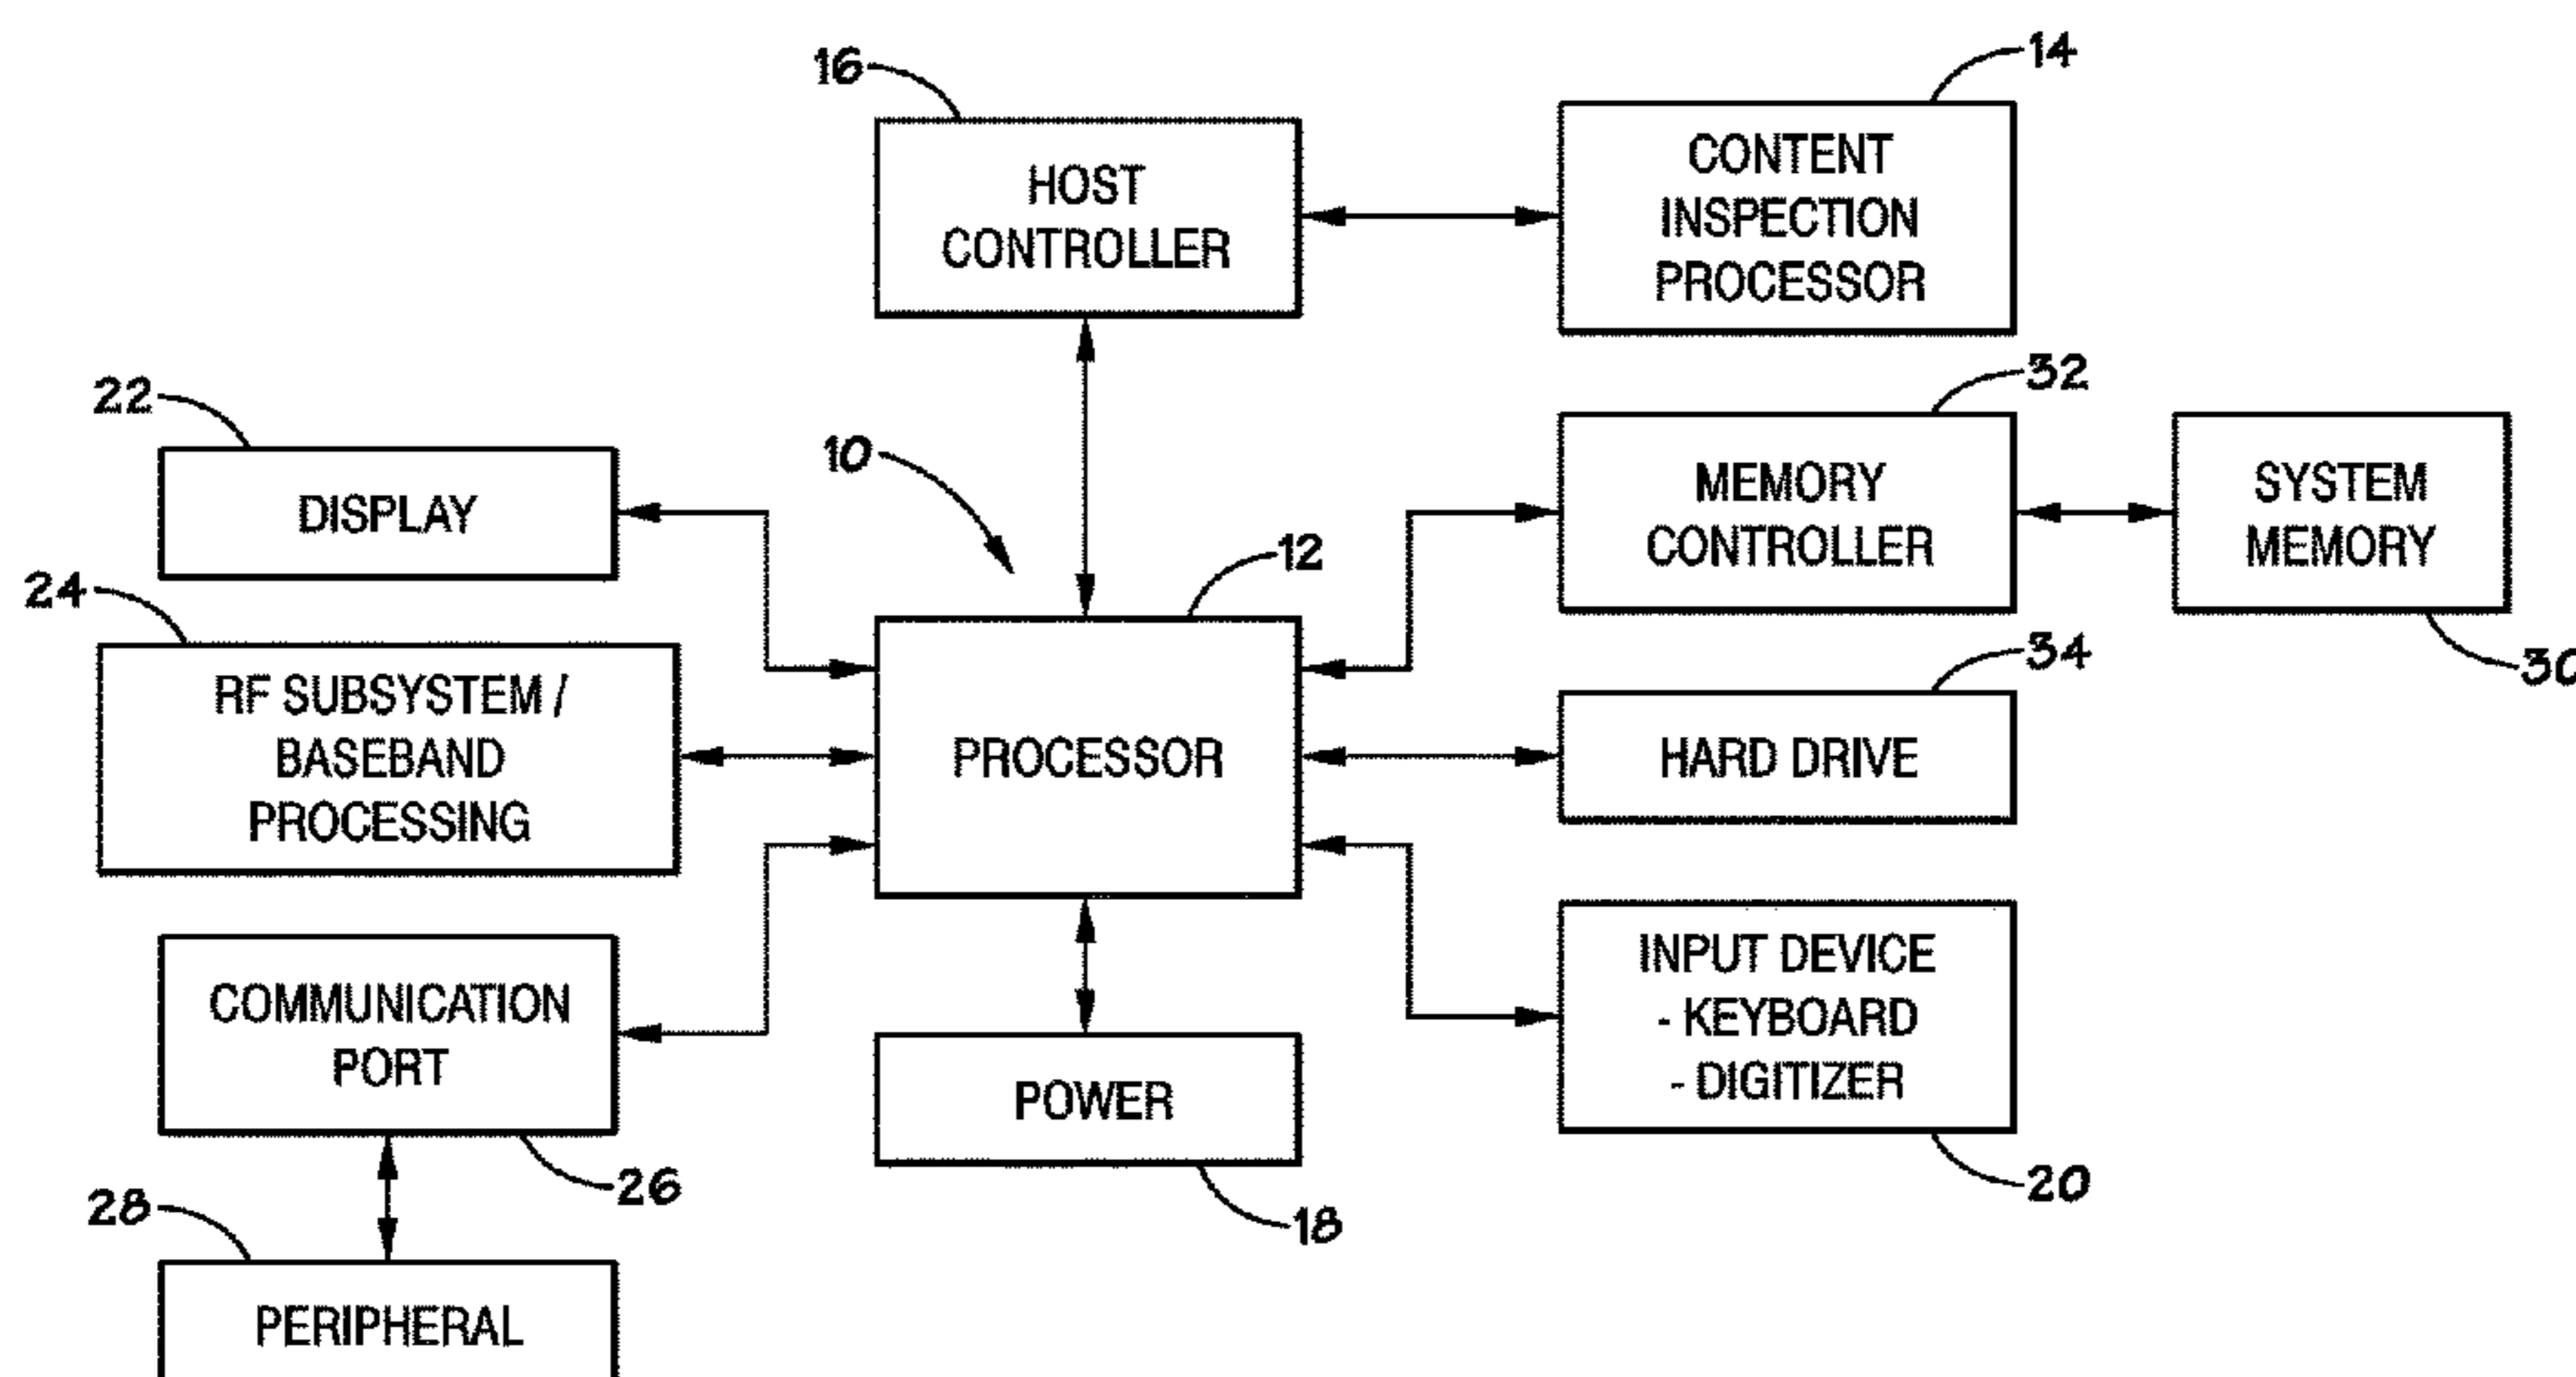 16
14
HOST
CONTROLLER
CONTENT
INSPECTION
PROCESSOR
22
10
32
DISPLAY
12
MEMORY
CONTROLLER
SYSTEM
MEMORY
24
30
34
RF SUBSYSTEM /
BASEBAND
PROCESSING
PROCESSOR
HARD DRIVE
COMMUNICATION
PORT
POWER
INPUT DEVICE
- KEYBOARD
- DIGITIZER
26
28
18
20
PERIPHERAL